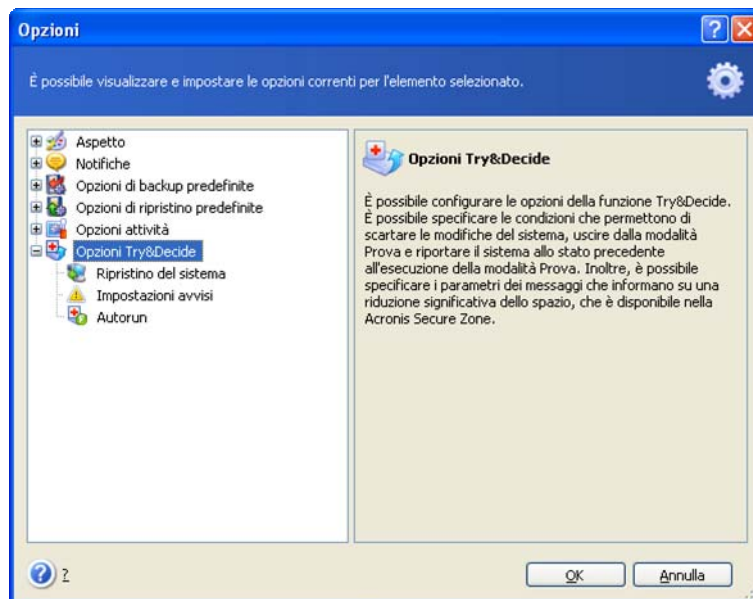 Opzioni
È possibile visualizzare e impostare le opzioni correnti per l'elemento selezionato.
Aspetto
Notifiche
Opzioni di backup predefinite
Opzioni di ripristino predefinite
Opzioni attività
Opzioni Try&Decide
Ripristino del sistema
Impostazioni avvisi
Autorun
Opzioni Try&Decide
È possibile configurare le opzioni della funzione Try&Decide.
È possibile specificare le condizioni che permettono di
scartare le modifiche del sistema, uscire dalla modalità
Prova e riportare il sistema allo stato precedente
all'esecuzione della modalità Prova. Inoltre, è possibile
specificare i parametri dei messaggi che informano su una
riduzione significativa dello spazio, che è disponibile nella
Acronis Secure Zone.
?
OK
Annulla